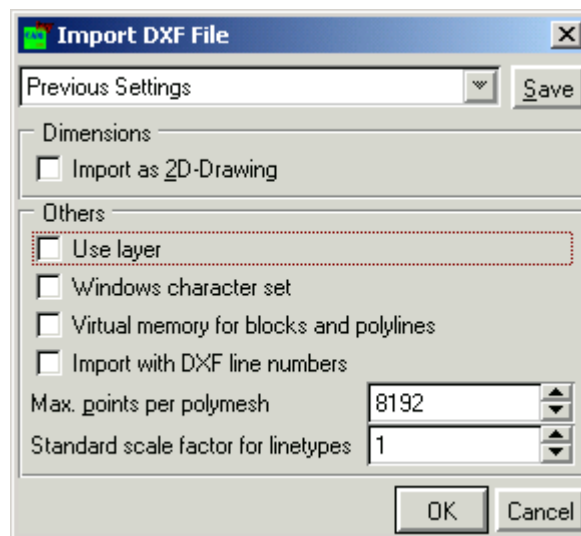 Import DXF File
Previous Settings
Save
Dimensions
Import as 2D-Drawing
Others
Use layer
Windows character set
Virtual memory for blocks and polylines
Import with DXF line numbers
Max. points per polymesh 8192
Standard scale factor for linetypes 1
OK Cancel